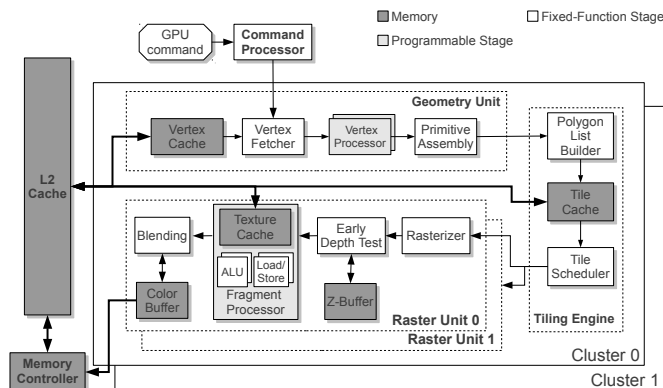 Memory
Fixed-Function Stage
Programmable Stage
GPU
command
Command
Processor
Geometry Unit
Vertex
Cache
Vertex
Fetcher
Vertex
Processor
Primitive
Assembly
Polygon
List
Builder
L2
Cache
Tile
Cache
Texture
Cache
Blending
Early
Depth Test
Rasterizer
ALU
Load/
Store
Fragment
Processor
Color
Buffer
Z-Buffer
Tile
Scheduler
Raster Unit 0
Raster Unit 1
Tiling Engine
Cluster 0
Memory
Controller
Cluster 1